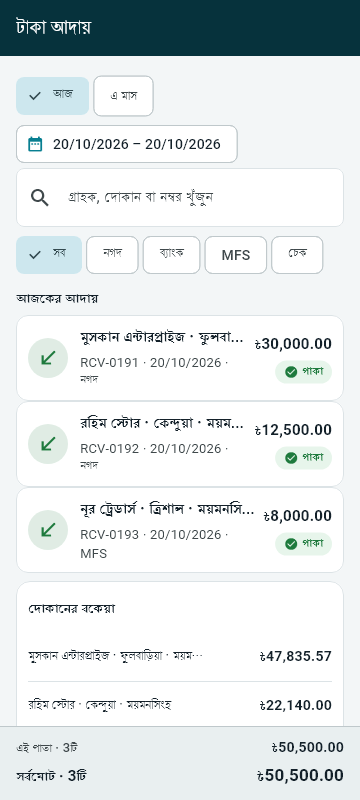 টাকা আদায়
আজ
এ মাস
20/10/2026 – 20/10/2026
গ্রাহক, দোকান বা নম্বর খুঁজুন
সব
নগদ
ব্যাংক
MFS
চেক
আজকের আদায়
মুসকান এন্টারপ্রাইজ · ফুলবা...
৳30,000.00
RCV-0191 · 20/10/2026 ·
নগদ
পাকা
রহিম স্টোর · কেন্দুয়া · ময়ম...
৳12,500.00
RCV-0192 · 20/10/2026 ·
নগদ
পাকা
নূর ট্রেডার্স · ত্রিশাল · ময়মনসি...
৳8,000.00
RCV-0193 · 20/10/2026 ·
MFS
পাকা
দোকানের বকেয়া
মুসকান এন্টারপ্রাইজ · ফুলবাড়িয়া · ময়ম...
৳47,835.57
রহিম স্টোর · কেন্দুয়া · ময়মনসিংহ
৳22,140.00
এই পাতা · 3টি
৳50,500.00
সর্বমোট · 3টি
৳50,500.00